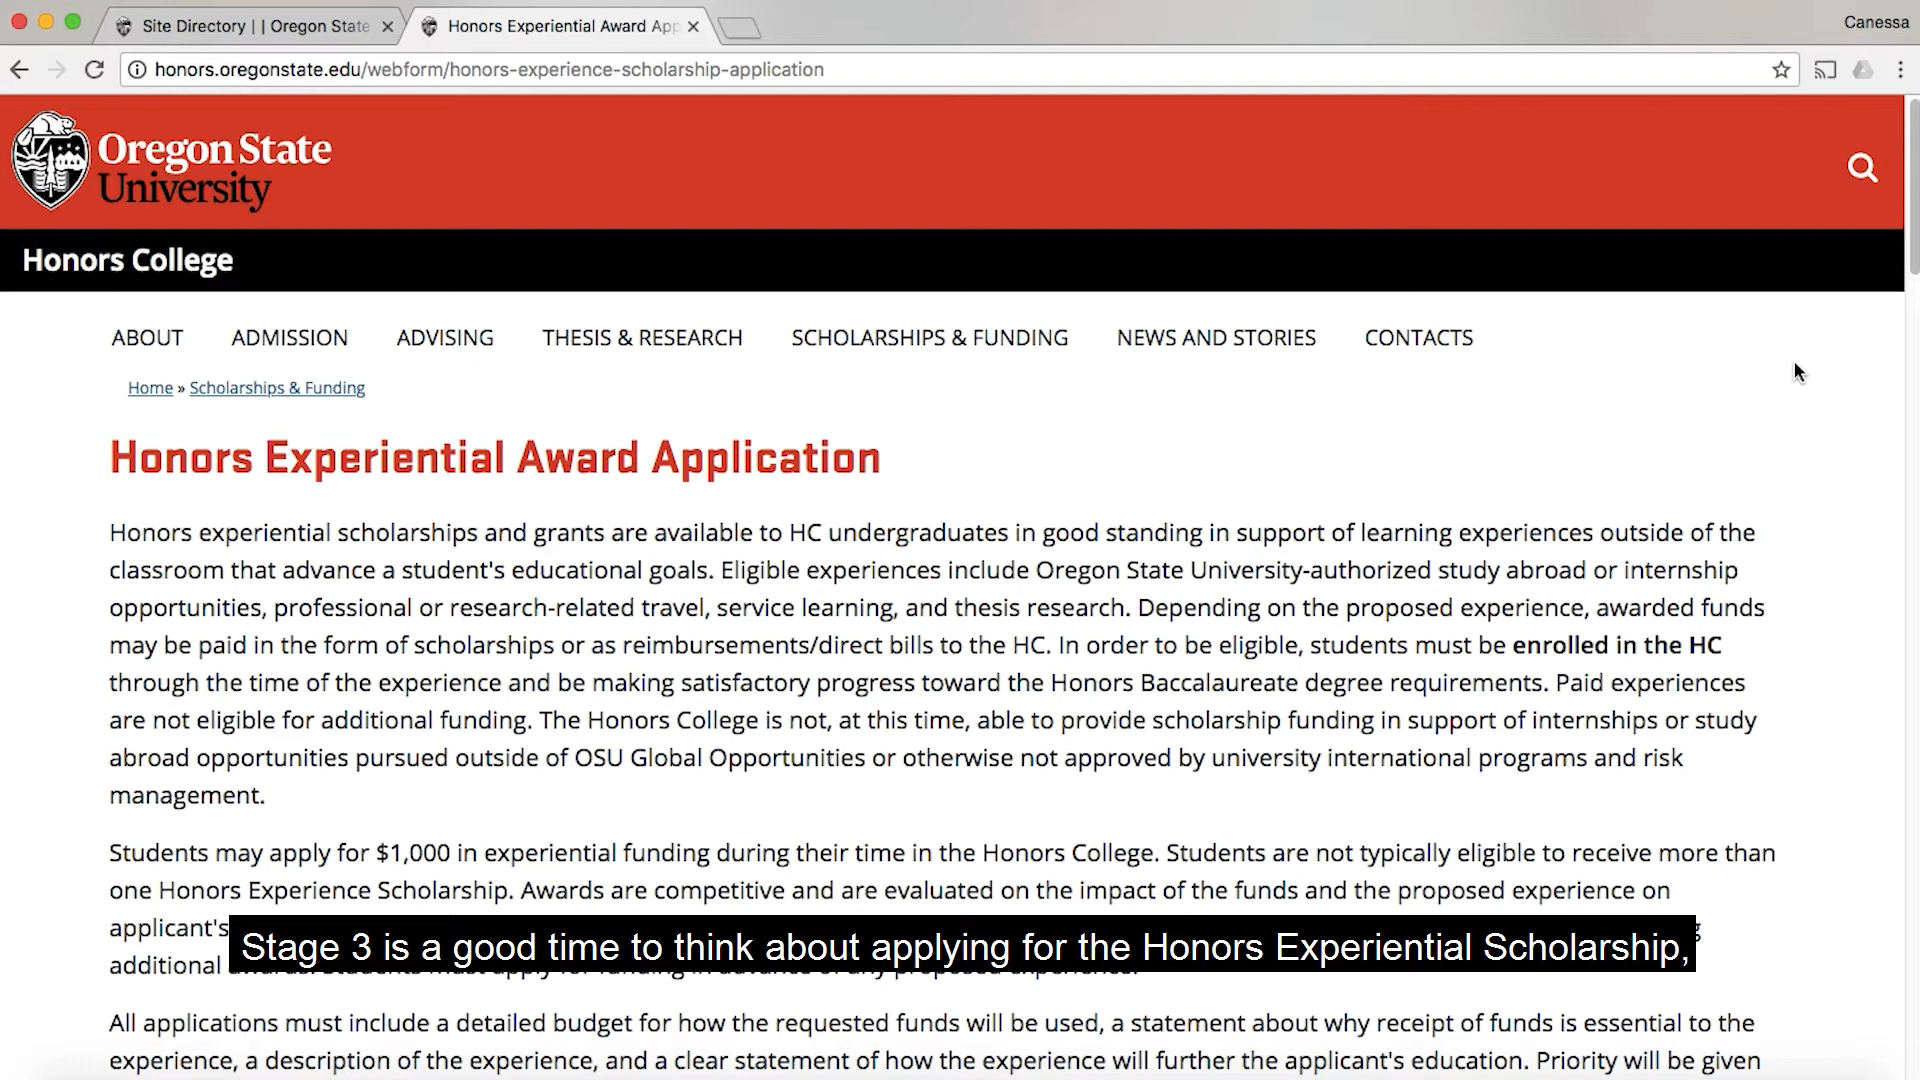 Canessa
Site Directory | | Oregon State
Honors Experiential Award App
honors.oregonstate.edu/webform/honors-experience-scholarship-application
Oregon State
University
Honors College
ABOUT ADMISSION ADVISING THESIS & RESEARCH SCHOLARSHIPS & FUNDING NEWS AND STORIES CONTACTS
Home » Scholarships & Funding
Honors Experiential Award Application
Honors experiential scholarships and grants are available to HC undergraduates in good standing in support of learning experiences outside of the
classroom that advance a student's educational goals. Eligible experiences include Oregon State University-authorized study abroad or internship
opportunities, professional or research-related travel, service learning, and thesis research. Depending on the proposed experience, awarded funds
may be paid in the form of scholarships or as reimbursements/direct bills to the HC. In order to be eligible, students must be enrolled in the HC
through the time of the experience and be making satisfactory progress toward the Honors Baccalaureate degree requirements. Paid experiences
are not eligible for additional funding. The Honors College is not, at this time, able to provide scholarship funding in support of internships or study
abroad opportunities pursued outside of OSU Global Opportunities or otherwise not approved by university international programs and risk
management.
Students may apply for $1,000 in experiential funding during their time in the Honors College. Students are not typically eligible to receive more than
one Honors Experience Scholarship. Awards are competitive and are evaluated on the impact of the funds and the proposed experience on
applicant's
Stage 3 is a good time to think about applying for the Honors Experiential Scholarship,
additional
All applications must include a detailed budget for how the requested funds will be used, a statement about why receipt of funds is essential to the
experience, a description of the experience, and a clear statement of how the experience will further the applicant's education. Priority will be given